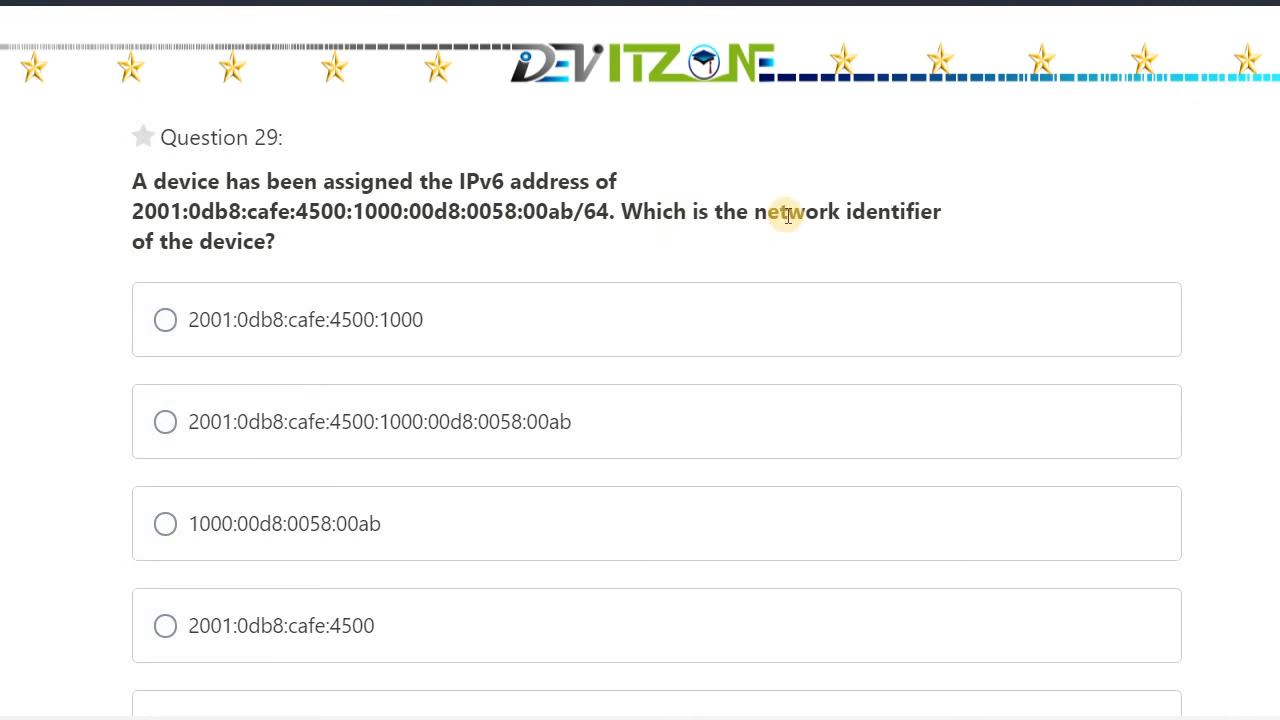 DEV ITZONE
Question 29:
A device has been assigned the IPv6 address of
2001:0db8:cafe:4500:1000:00d8:0058:00ab/64. Which is the network identifier
of the device?
2001:0db8:cafe:4500:1000
2001:0db8:cafe:4500:1000:00d8:0058:00ab
1000:00d8:0058:00ab
2001:0db8:cafe:4500